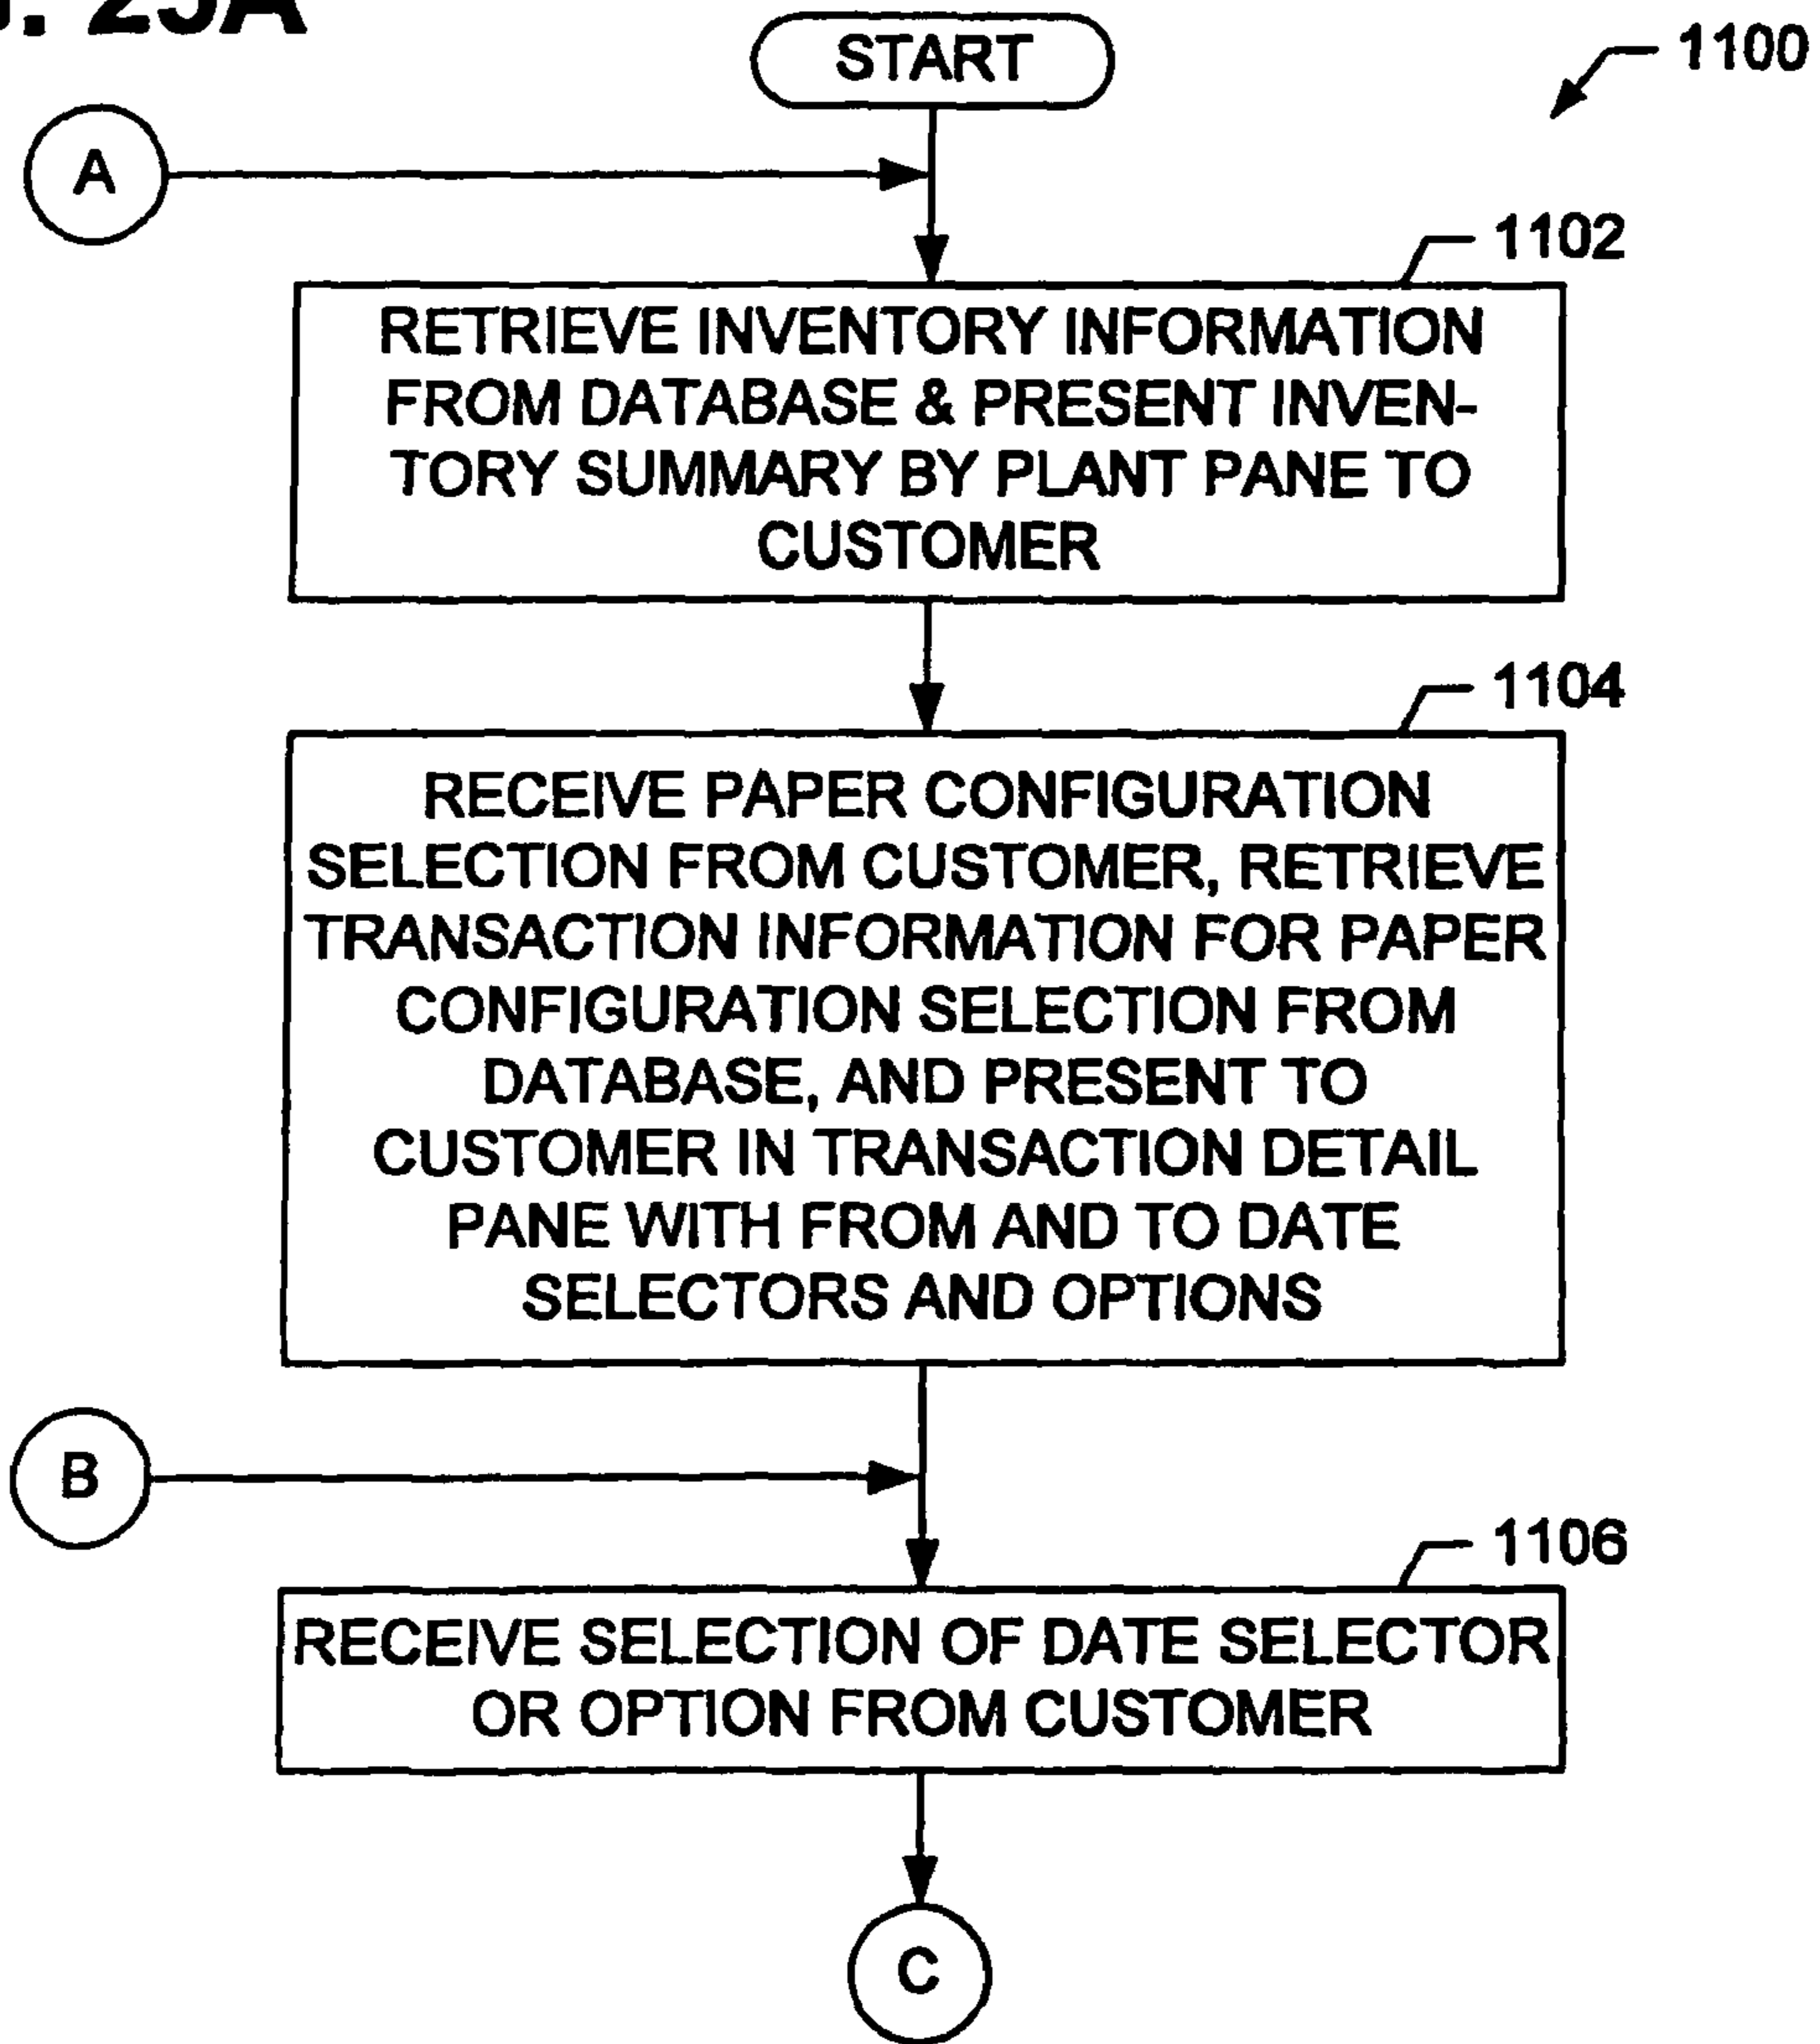 : 25A
START
1100
A
1102
RETRIEVE INVENTORY INFORMATION
FROM DATABASE & PRESENT INVEN-
TORY SUMMARY BY PLANT PANE TO
CUSTOMER
1104
RECEIVE PAPER CONFIGURATION
SELECTION FROM CUSTOMER, RETRIEVE
TRANSACTION INFORMATION FOR PAPER
CONFIGURATION SELECTION FROM
DATABASE, AND PRESENT TO
CUSTOMER IN TRANSACTION DETAIL
PANE WITH FROM AND TO DATE
SELECTORS AND OPTIONS
B
1106
RECEIVE SELECTION OF DATE SELECTOR
OR OPTION FROM CUSTOMER
C